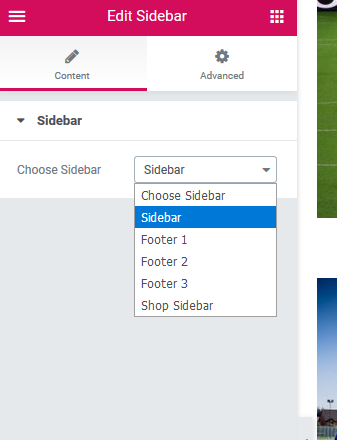 Edit Sidebar
Content
Advanced
Sidebar
Choose Sidebar
Sidebar
Choose Sidebar
Sidebar
Footer 1
Footer 2
Footer 3
Shop Sidebar